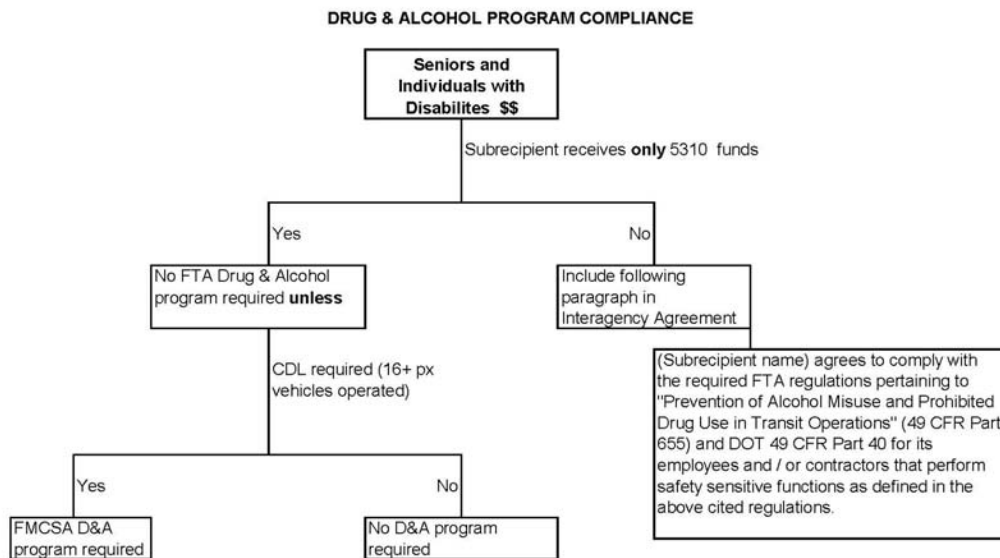 DRUG & ALCOHOL PROGRAM COMPLIANCE
Seniors and
Individuals with
Disabilites $$
Subrecipient receives only 5310 funds
Yes
No
No FTA Drug & Alcohol
program required unless
Include following
paragraph in
Interagency Agreement
CDL required (16+ px
vehicles operated)
(Subrecipient name) agrees to comply with
the required FTA regulations pertaining to
"Prevention of Alcohol Misuse and Prohibited
Drug Use in Transit Operations" (49 CFR Part
655) and DOT 49 CFR Part 40 for its
employees and / or contractors that perform
safety sensitive functions as defined in the
above cited regulations.
Yes
No
FMCSA D&A
program required
No D&A program
required